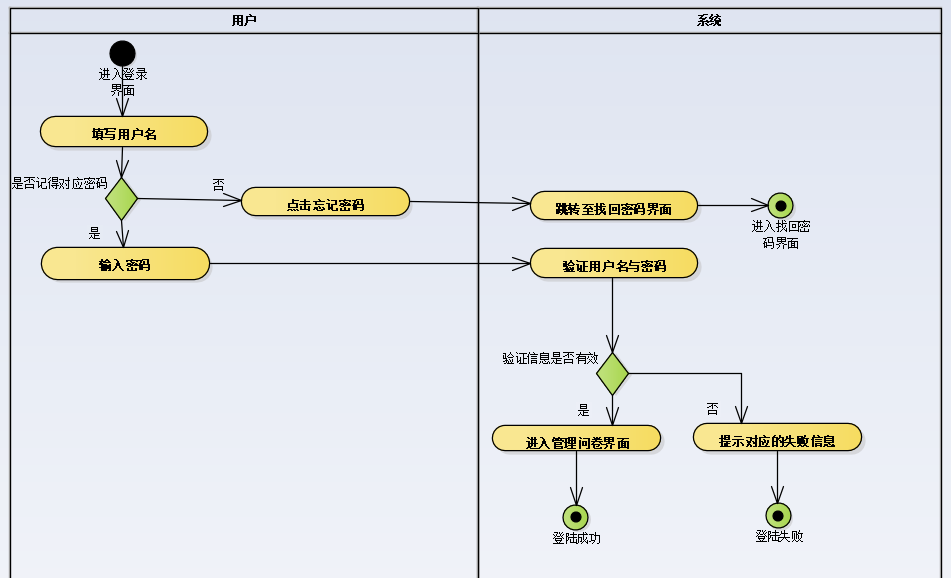 用户
系统
进入登录
界面
填写用户名
是否记得对应密码
否
点击忘记密码
跳转至找回密码界面
进入找回密
码界面
是
输入密码
验证用户名与密码
验证信息是否有效
是
否
进入管理问卷界面
提示对应的失败信息
登陆成功
登陆失败